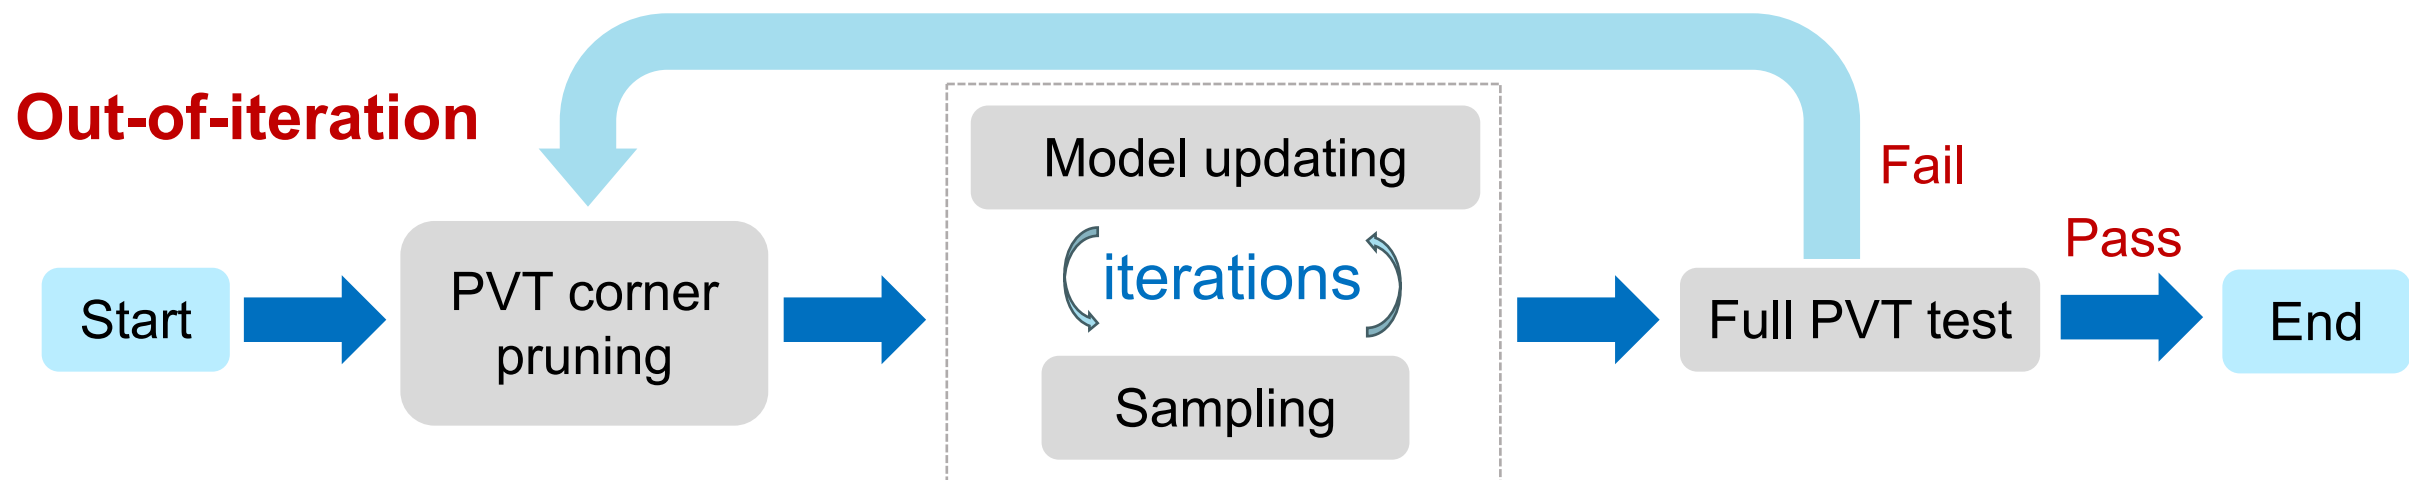 Out-of-iteration
Start
PVT corner
pruning
Model updating
iterations
Sampling
Full PVT test
Fail
Pass
End